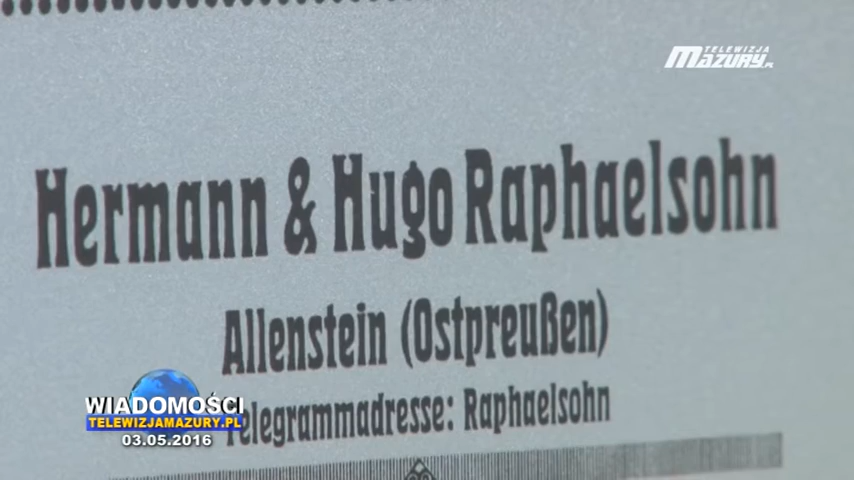 TELEWIZJA
MAZURY.PL
Hermann & Hugo Raphaelsohn
Allenstein (Ostpreußen)
Telegrammadresse: Raphaelsohn
WIADOMOŚCI
TELEWIZJAMAZURY.PL
03.05.2016